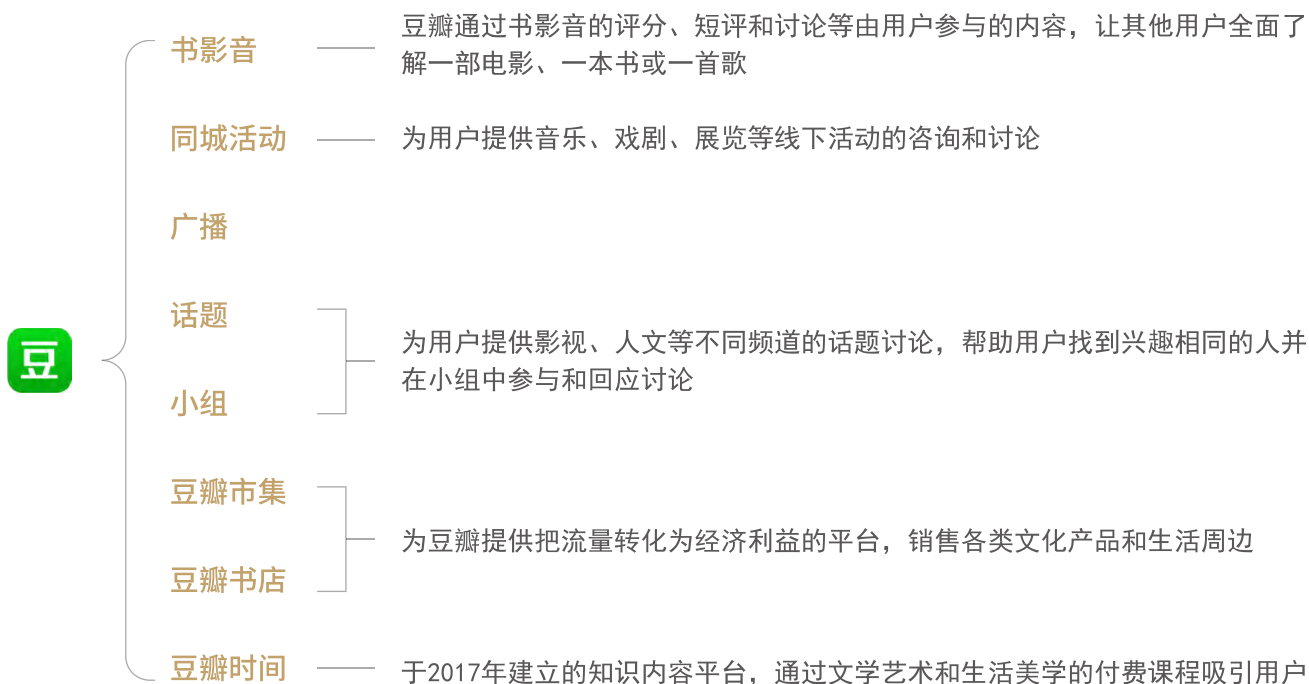 书影音
豆瓣通过书影音的评分、短评和讨论等由用户参与的内容，让其他用户全面了
解一部电影、一本书或一首歌
同城活动
为用户提供音乐、戏剧、展览等线下活动的咨询和讨论
广播
话题
小组
为用户提供影视、人文等不同频道的话题讨论，帮助用户找到兴趣相同的人并
在小组中参与和回应讨论
豆
豆瓣市集
豆瓣书店
为豆瓣提供把流量转化为经济利益的平台，销售各类文化产品和生活周边
豆瓣时间
于2017年建立的知识内容平台，通过文学艺术和生活美学的付费课程吸引用户